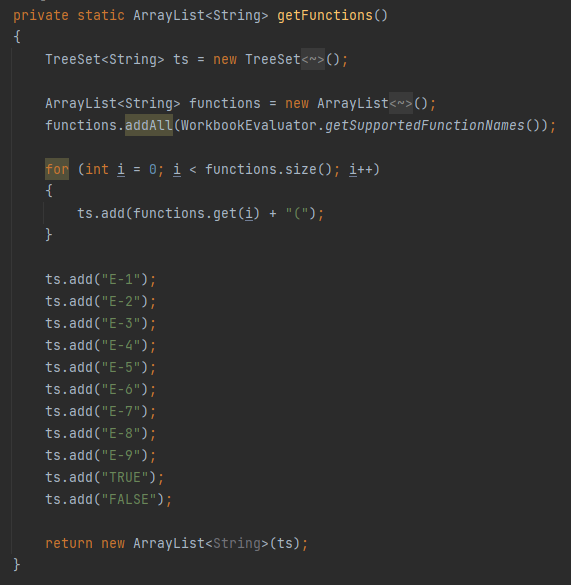 private static ArrayList<String> getFunctions()
{
    TreeSet<String> ts = new TreeSet<~>();

    ArrayList<String> functions = new ArrayList<~>();
    functions.addAll(WorkbookEvaluator.getSupportedFunctionNames());

    for (int i = 0; i < functions.size(); i++)
    {
        ts.add(functions.get(i) + "(");
    }

    ts.add("E-1");
    ts.add("E-2");
    ts.add("E-3");
    ts.add("E-4");
    ts.add("E-5");
    ts.add("E-6");
    ts.add("E-7");
    ts.add("E-8");
    ts.add("E-9");
    ts.add("TRUE");
    ts.add("FALSE");

    return new ArrayList<String>(ts);
}